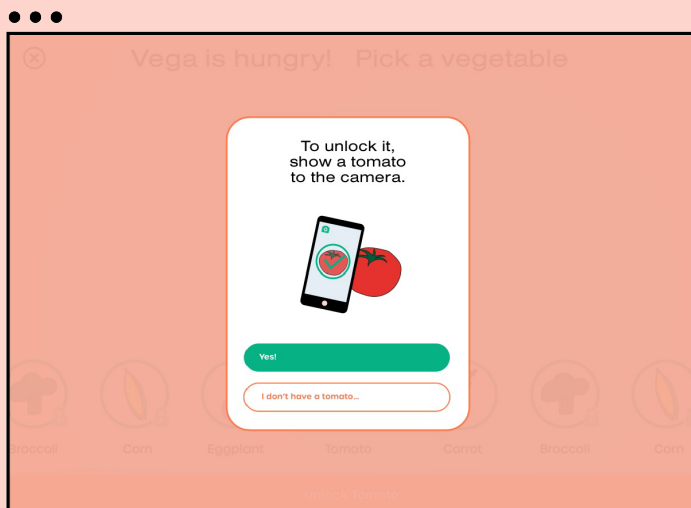 Vega is hungry! Pick a vegetable
To unlock it,
show a tomato
to the camera.
Yes!
I don't have a tomato...
Broccoli Corn Eggplant Tomato Carrot Broccoli Corn
Unlock tomato